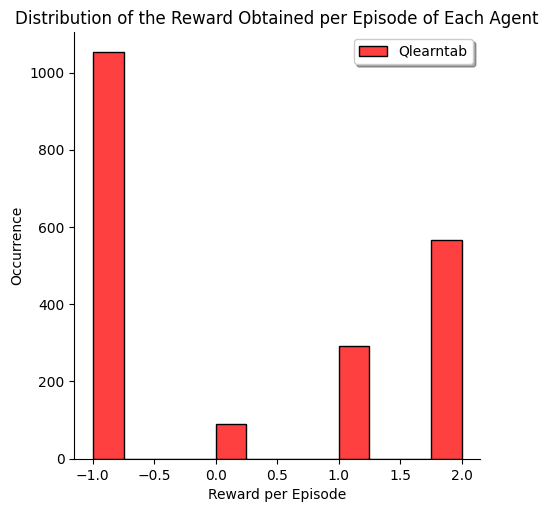 Distribution of the Reward Obtained per Episode of Each Agent
Qlearntab
1000
800
600
400
200
0
Occurrence
−1.0 −0.5 0.0 0.5 1.0 1.5 2.0
Reward per Episode